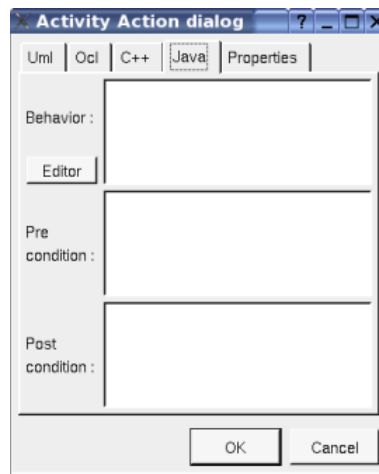 Activity Action dialog
Uml Ocl C++ Java Properties
Behavior :
Editor
Pre
condition :
Post
condition :
OK Cancel